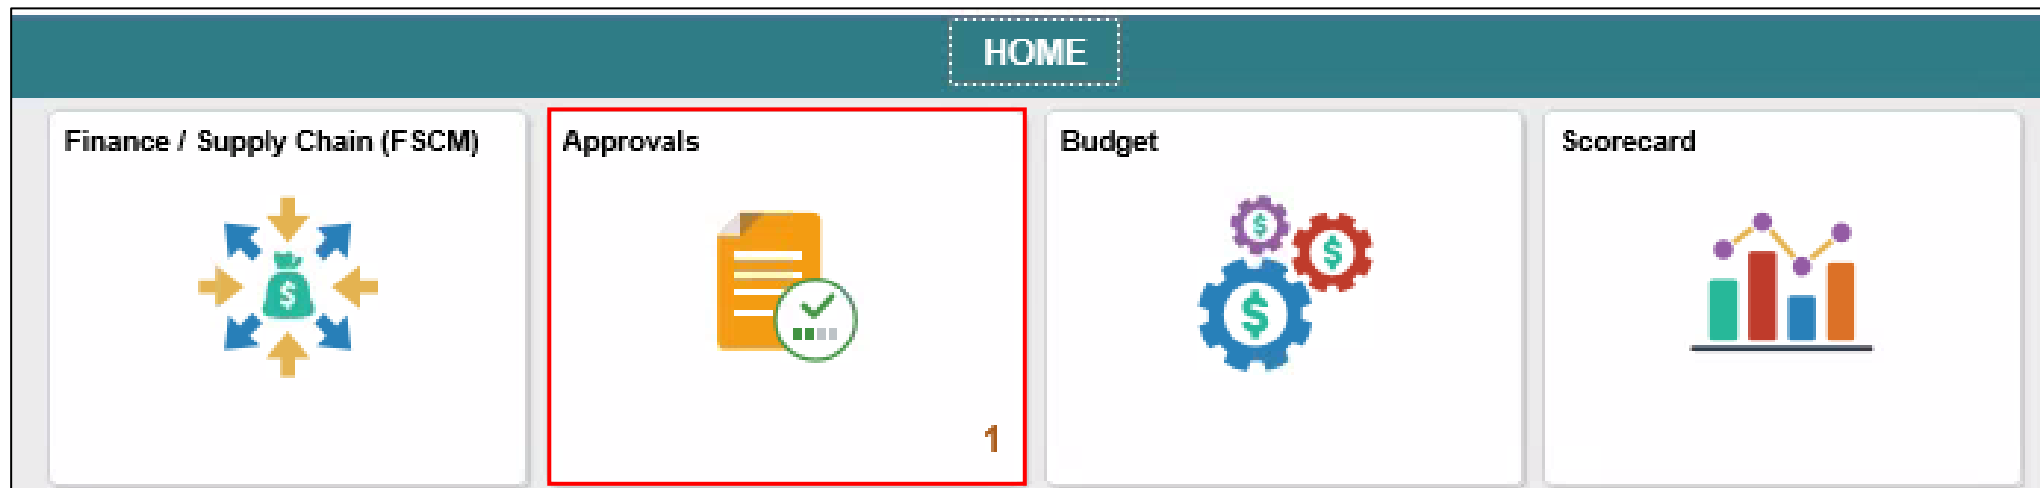 HOME
Finance / Supply Chain (FSCM)
Approvals
1
Budget
Scorecard
$
$
$
$